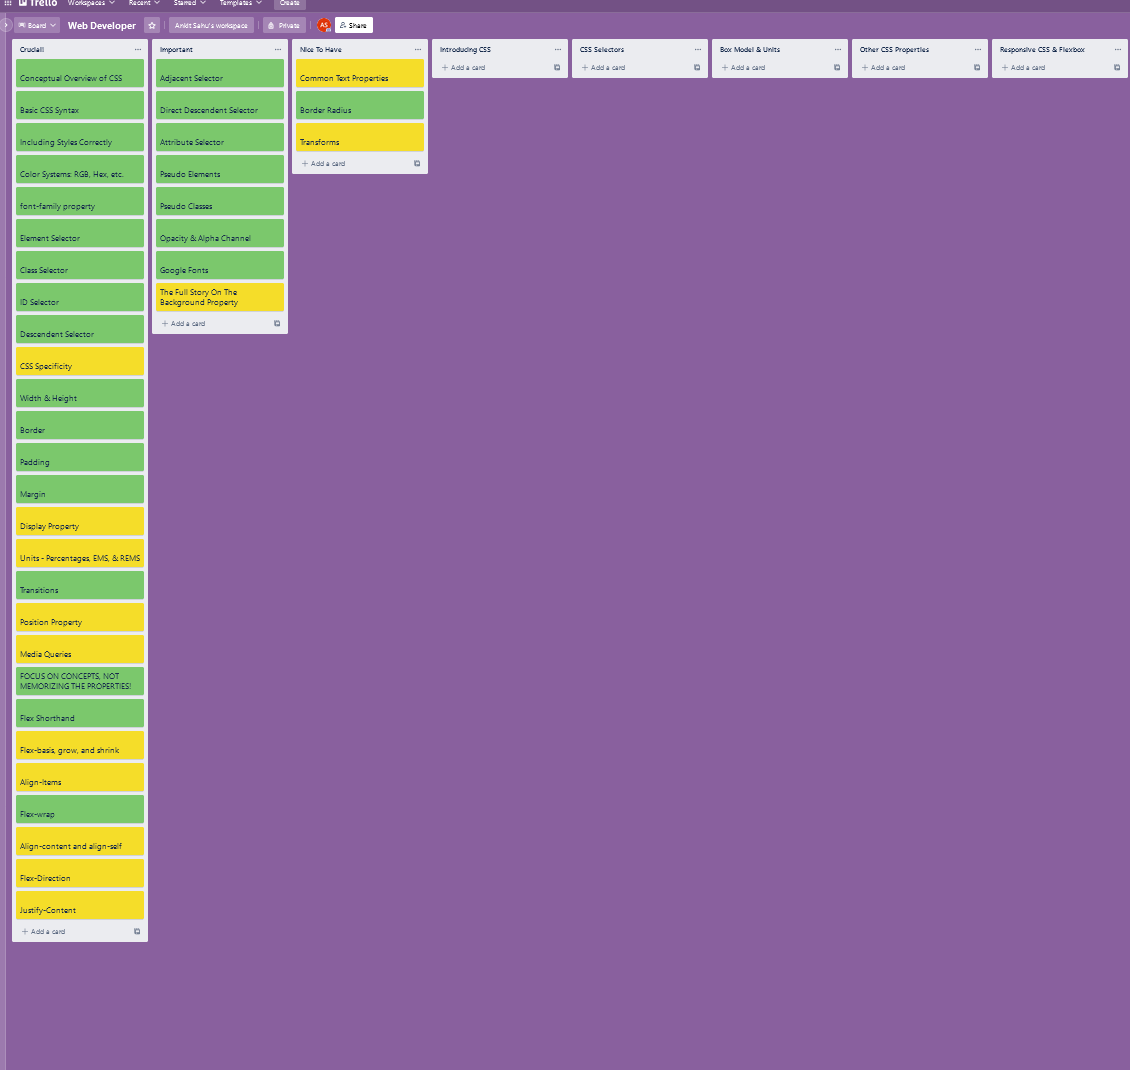 Trello
Workspaces
Recent
Starred
Templates
Create
Board
Web Developer
Ankit Sahu's workspace
Private
AS
Share
Crudall
Conceptual Overview of CSS
Basic CSS Syntax
Including Styles Correctly
Color Systems: RGB, Hex, etc.
font-family property
Element Selector
Class Selector
ID Selector
Descendent Selector
CSS Specificity
Width & Height
Border
Padding
Margin
Display Property
Units - Percentages, EMS, & REMS
Transitions
Position Property
Media Queries
FOCUS ON CONCEPTS, NOT
MEMORIZING THE PROPERTIES!
Flex Shorthand
Flex-basis, grow, and shrink
Align-Items
Flex-wrap
Align-content and align-self
Flex-Direction
Justify-Content
Add a card
Important
Adjacent Selector
Direct Descendent Selector
Attribute Selector
Pseudo Elements
Pseudo Classes
Opacity & Alpha Channel
Google Fonts
The Full Story On The
Background Property
Add a card
Nice To Have
Common Text Properties
Border Radius
Transforms
Add a card
Introducing CSS
Add a card
CSS Selectors
Add a card
Box Model & Units
Add a card
Other CSS Properties
Add a card
Responsive CSS & Flexbox
Add a card